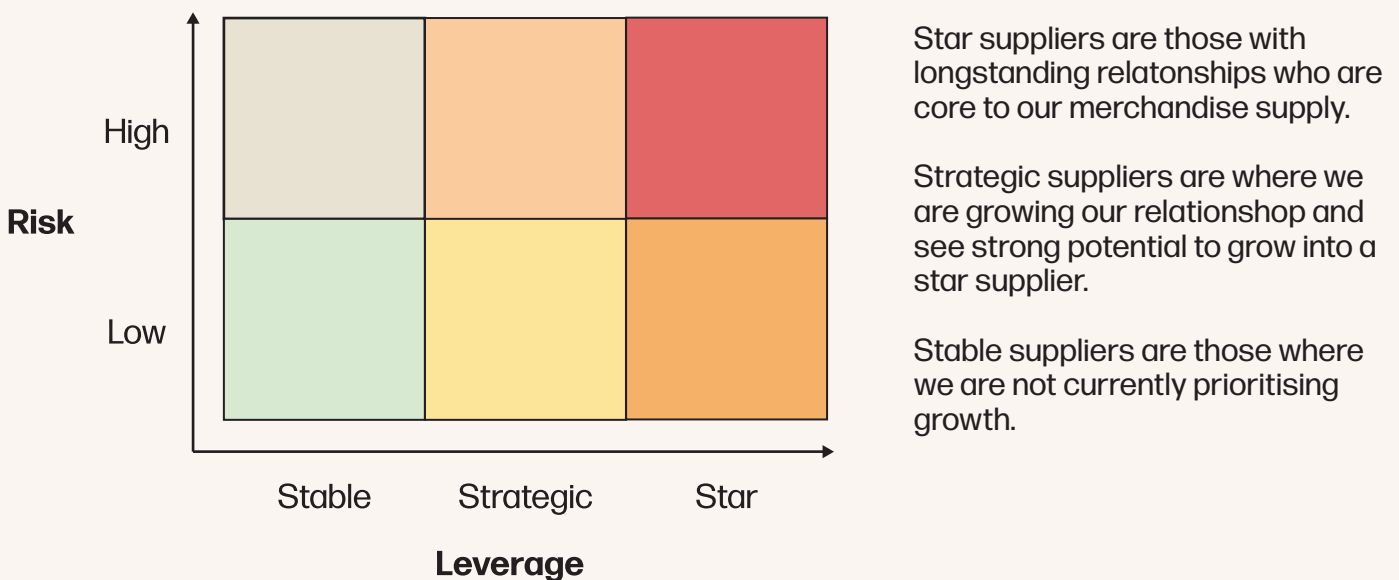 High
Risk
Low
Stable
Strategic
Star
Leverage
Star suppliers are those with
longstanding relatonships who are
core to our merchandise supply.
Strategic suppliers are where we
are growing our relationshop and
see strong potential to grow into a
star supplier.
Stable suppliers are those where
we are not currently prioritising
growth.